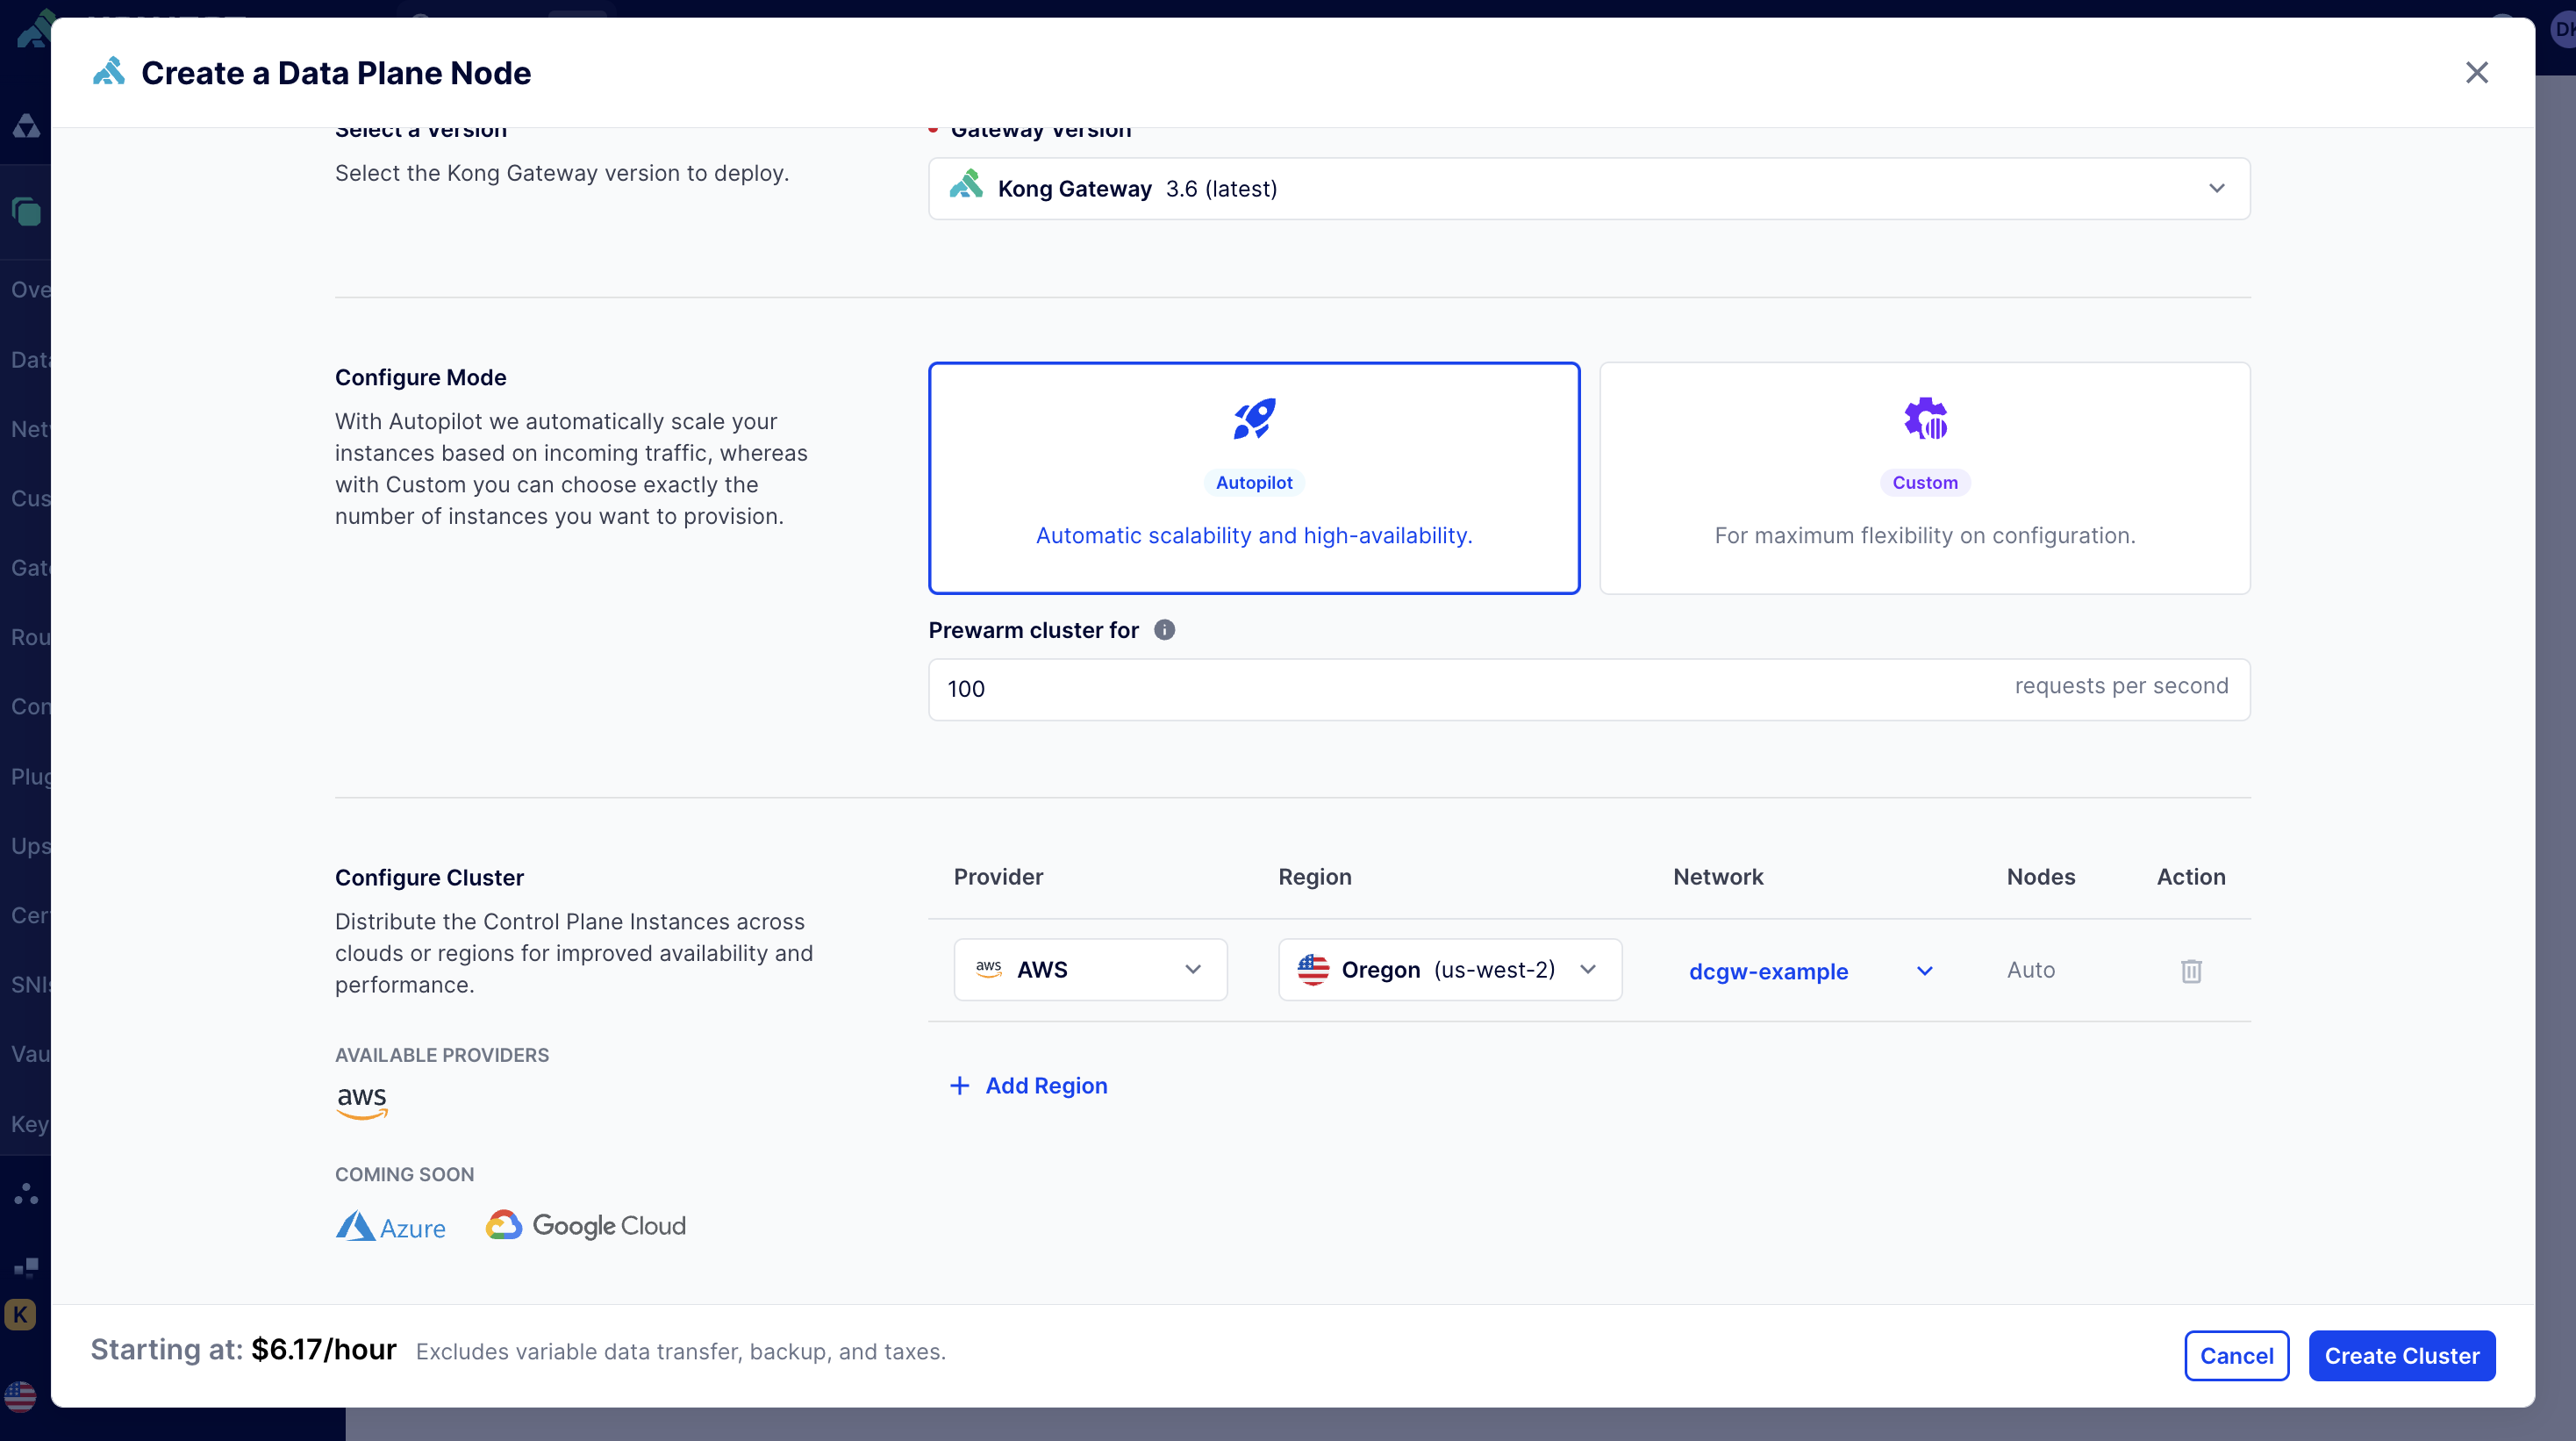 Create a Data Plane Node
Select a Version
Gateway Version
Select the Kong Gateway version to deploy.
Kong Gateway 3.6 (latest)
Configure Mode
With Autopilot we automatically scale your
instances based on incoming traffic, whereas
with Custom you can choose exactly the
number of instances you want to provision.
Autopilot
Automatic scalability and high-availability.
Custom
For maximum flexibility on configuration.
Prewarm cluster for
100
requests per second
Configure Cluster
Distribute the Control Plane Instances across
clouds or regions for improved availability and
performance.
AVAILABLE PROVIDERS
aws
COMING SOON
Azure
Google Cloud
Provider Region Network Nodes Action
aws AWS Oregon (us-west-2) dcgw-example Auto
+ Add Region
Starting at: $6.17/hour Excludes variable data transfer, backup, and taxes.
Cancel
Create Cluster
Ove
Data
Net
Cus
Gate
Rou
Con
Plug
Ups
Cer
SNIs
Vau
Key
K